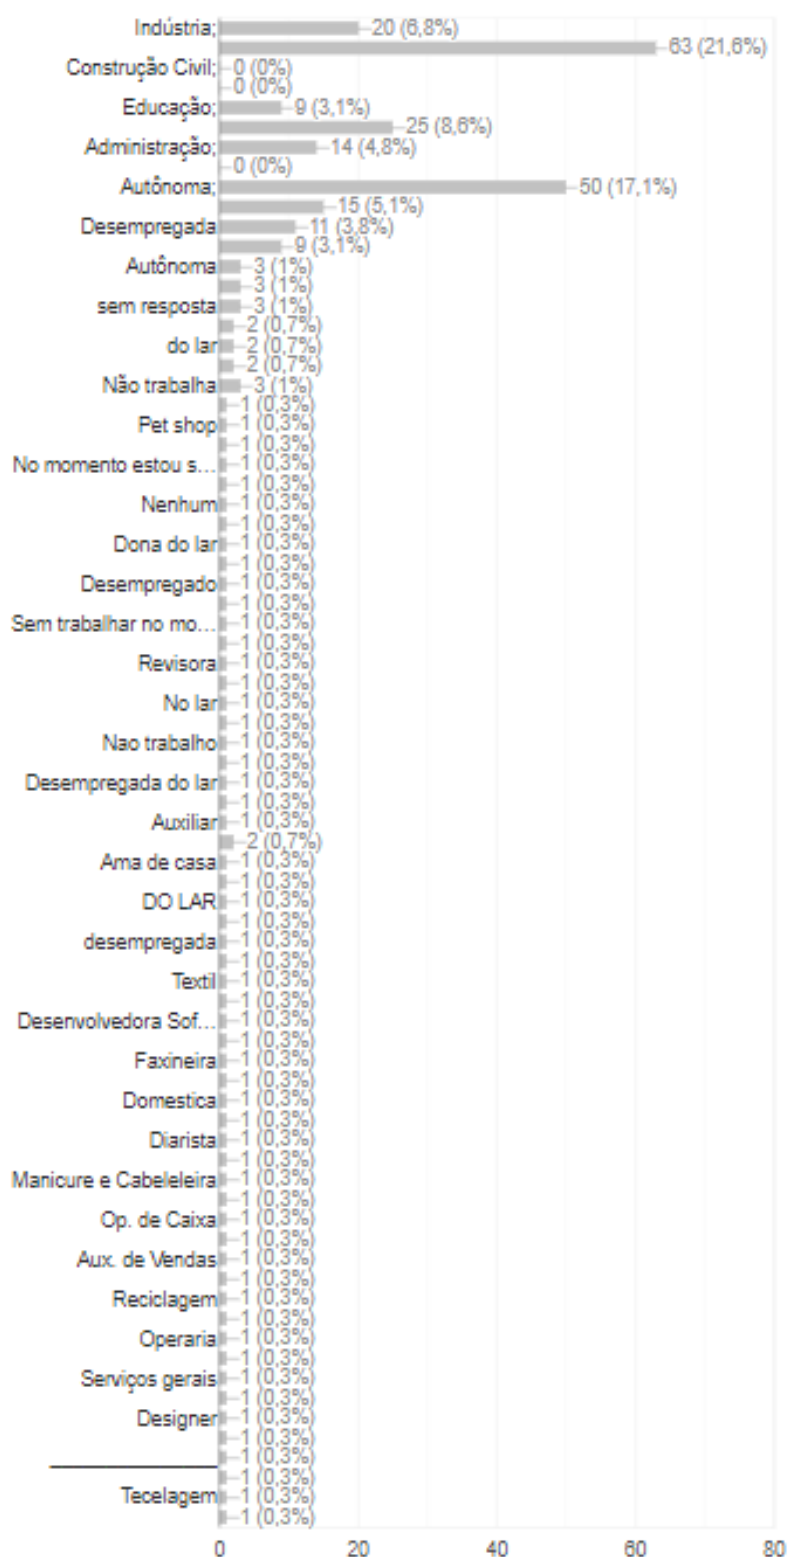 Indústria; 20 (6,8%)
63 (21,6%)
Construção Civil; 0 (0%)
0 (0%)
Educação; 9 (3,1%)
25 (8,6%)
Administração; 14 (4,8%)
0 (0%)
Autônoma; 50 (17,1%)
15 (5,1%)
Desempregada 11 (3,8%)
9 (3,1%)
Autônoma 3 (1%)
3 (1%)
sem resposta 3 (1%)
2 (0,7%)
do lar 2 (0,7%)
2 (0,7%)
Não trabalha 3 (1%)
1 (0,3%)
Pet shop 1 (0,3%)
1 (0,3%)
No momento estou s... 1 (0,3%)
1 (0,3%)
Nenhum 1 (0,3%)
1 (0,3%)
Dona do lar 1 (0,3%)
1 (0,3%)
Desempregado 1 (0,3%)
1 (0,3%)
Sem trabalhar no mo... 1 (0,3%)
1 (0,3%)
Revisora 1 (0,3%)
1 (0,3%)
No lar 1 (0,3%)
1 (0,3%)
Nao trabalho 1 (0,3%)
1 (0,3%)
Desempregada do lar 1 (0,3%)
1 (0,3%)
Auxiliar 1 (0,3%)
2 (0,7%)
Ama de casa 1 (0,3%)
1 (0,3%)
DO LAR 1 (0,3%)
1 (0,3%)
desempregada 1 (0,3%)
1 (0,3%)
Textil 1 (0,3%)
1 (0,3%)
Desenvolvedora Sof... 1 (0,3%)
1 (0,3%)
Faxineira 1 (0,3%)
1 (0,3%)
Domestica 1 (0,3%)
1 (0,3%)
Diarista 1 (0,3%)
1 (0,3%)
Manicure e Cabeleleira 1 (0,3%)
1 (0,3%)
Op. de Caixa 1 (0,3%)
1 (0,3%)
Aux. de Vendas 1 (0,3%)
1 (0,3%)
Reciclagem 1 (0,3%)
1 (0,3%)
Operaria 1 (0,3%)
1 (0,3%)
Serviços gerais 1 (0,3%)
1 (0,3%)
Designer 1 (0,3%)
1 (0,3%)
_______________ 1 (0,3%)
1 (0,3%)
Tecelagem 1 (0,3%)
1 (0,3%)
0 20 40 60 80